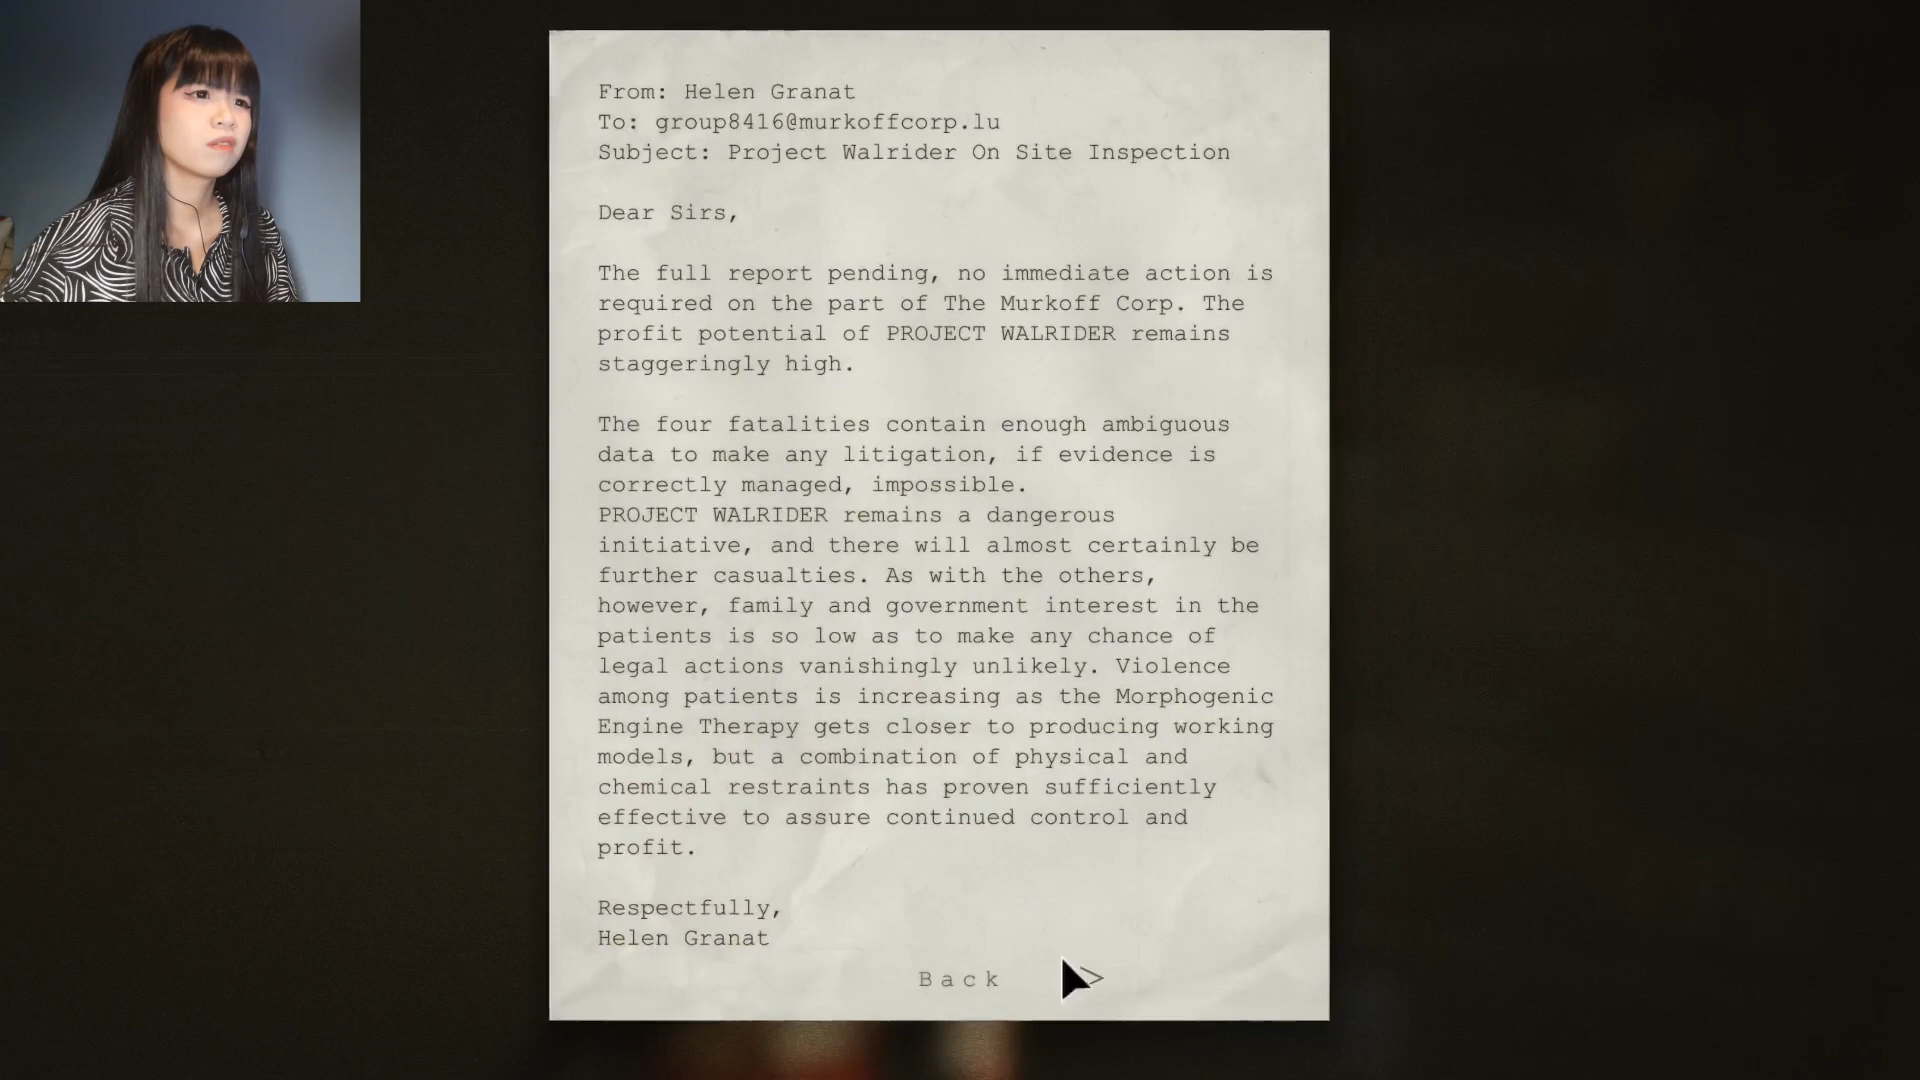 From: Helen Granat
To: group8416@murkoffcorp.lu
Subject: Project Walrider On Site Inspection
Dear Sirs,
The full report pending, no immediate action is
required on the part of The Murkoff Corp. The
profit potential of PROJECT WALRIDER remains
staggeringly high.
The four fatalities contain enough ambiguous
data to make any litigation, if evidence is
correctly managed, impossible.
PROJECT WALRIDER remains a dangerous
initiative, and there will almost certainly be
further casualties. As with the others,
however, family and government interest in the
patients is so low as to make any chance of
legal actions vanishingly unlikely. Violence
among patients is increasing as the Morphogenic
Engine Therapy gets closer to producing working
models, but a combination of physical and
chemical restraints has proven sufficiently
effective to assure continued control and
profit.
Respectfully,
Helen Granat
Back >